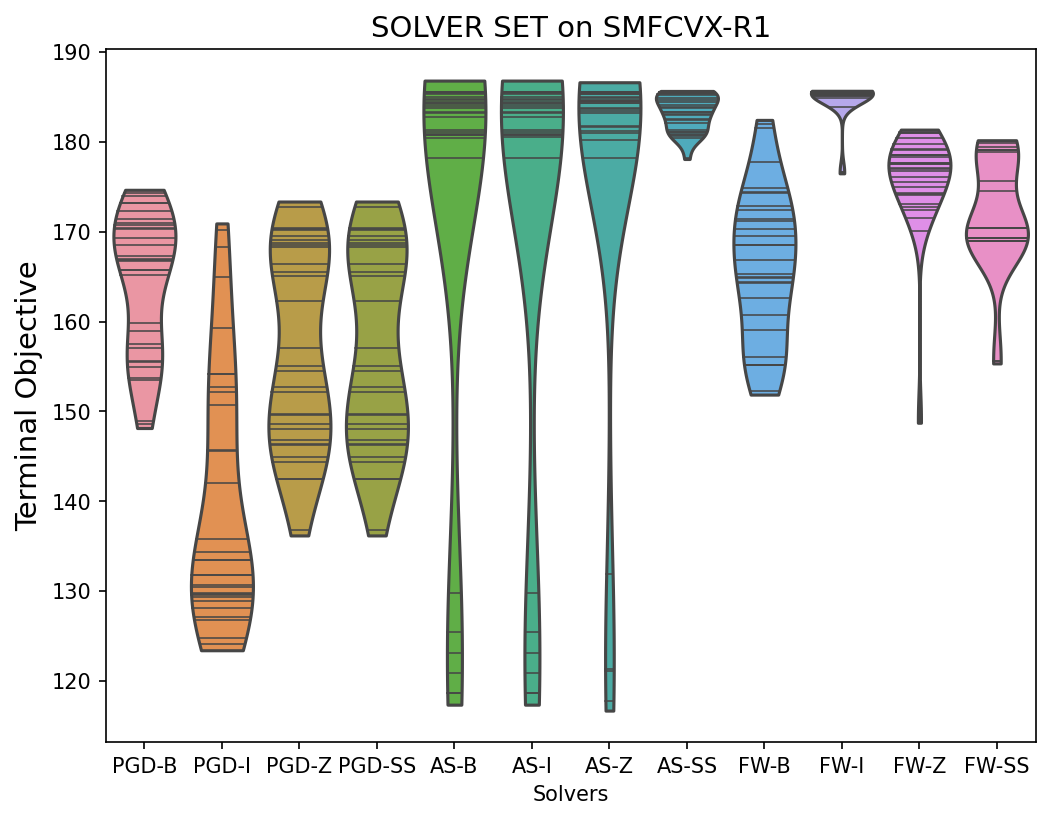 SOLVER SET on SMFCVX-R1
Terminal Objective
190
180
170
160
150
140
130
120
PGD-B PGD-I PGD-Z PGD-SS AS-B AS-I AS-Z AS-SS FW-B FW-I FW-Z FW-SS
Solvers